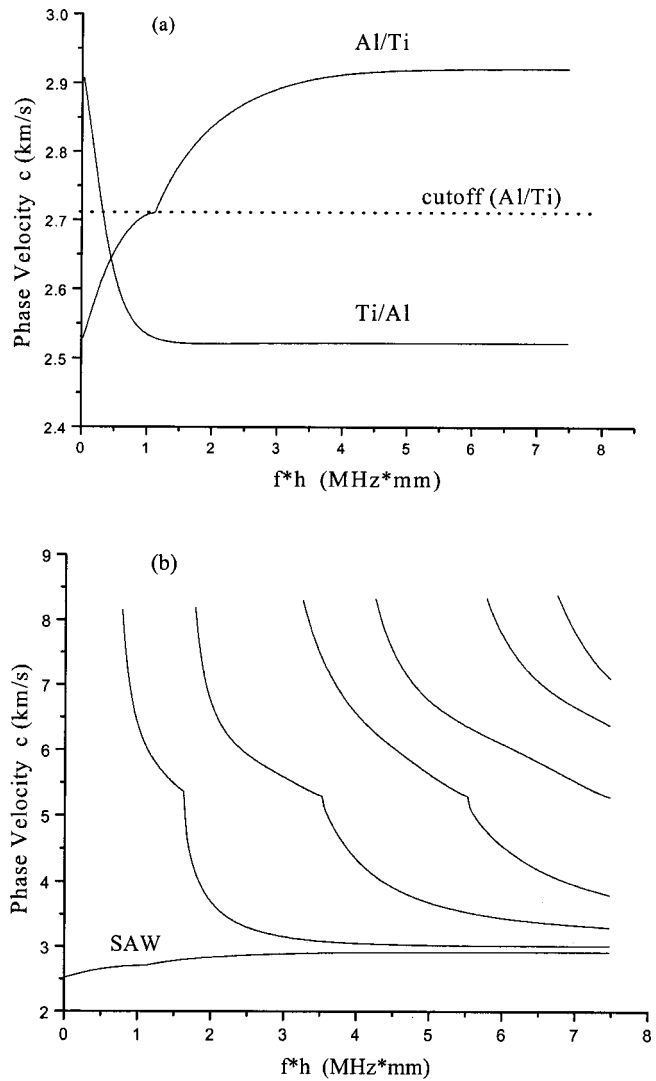 (a)
Al/Ti
cutoff (Al/Ti)
Ti/Al
Phase Velocity c (km/s)
3.0
2.9
2.8
2.7
2.6
2.5
2.4
0 1 2 3 4 5 6 7 8
f*h (MHz*mm)
(b)
SAW
Phase Velocity c (km/s)
9
8
7
6
5
4
3
2
0 1 2 3 4 5 6 7 8
f*h (MHz*mm)